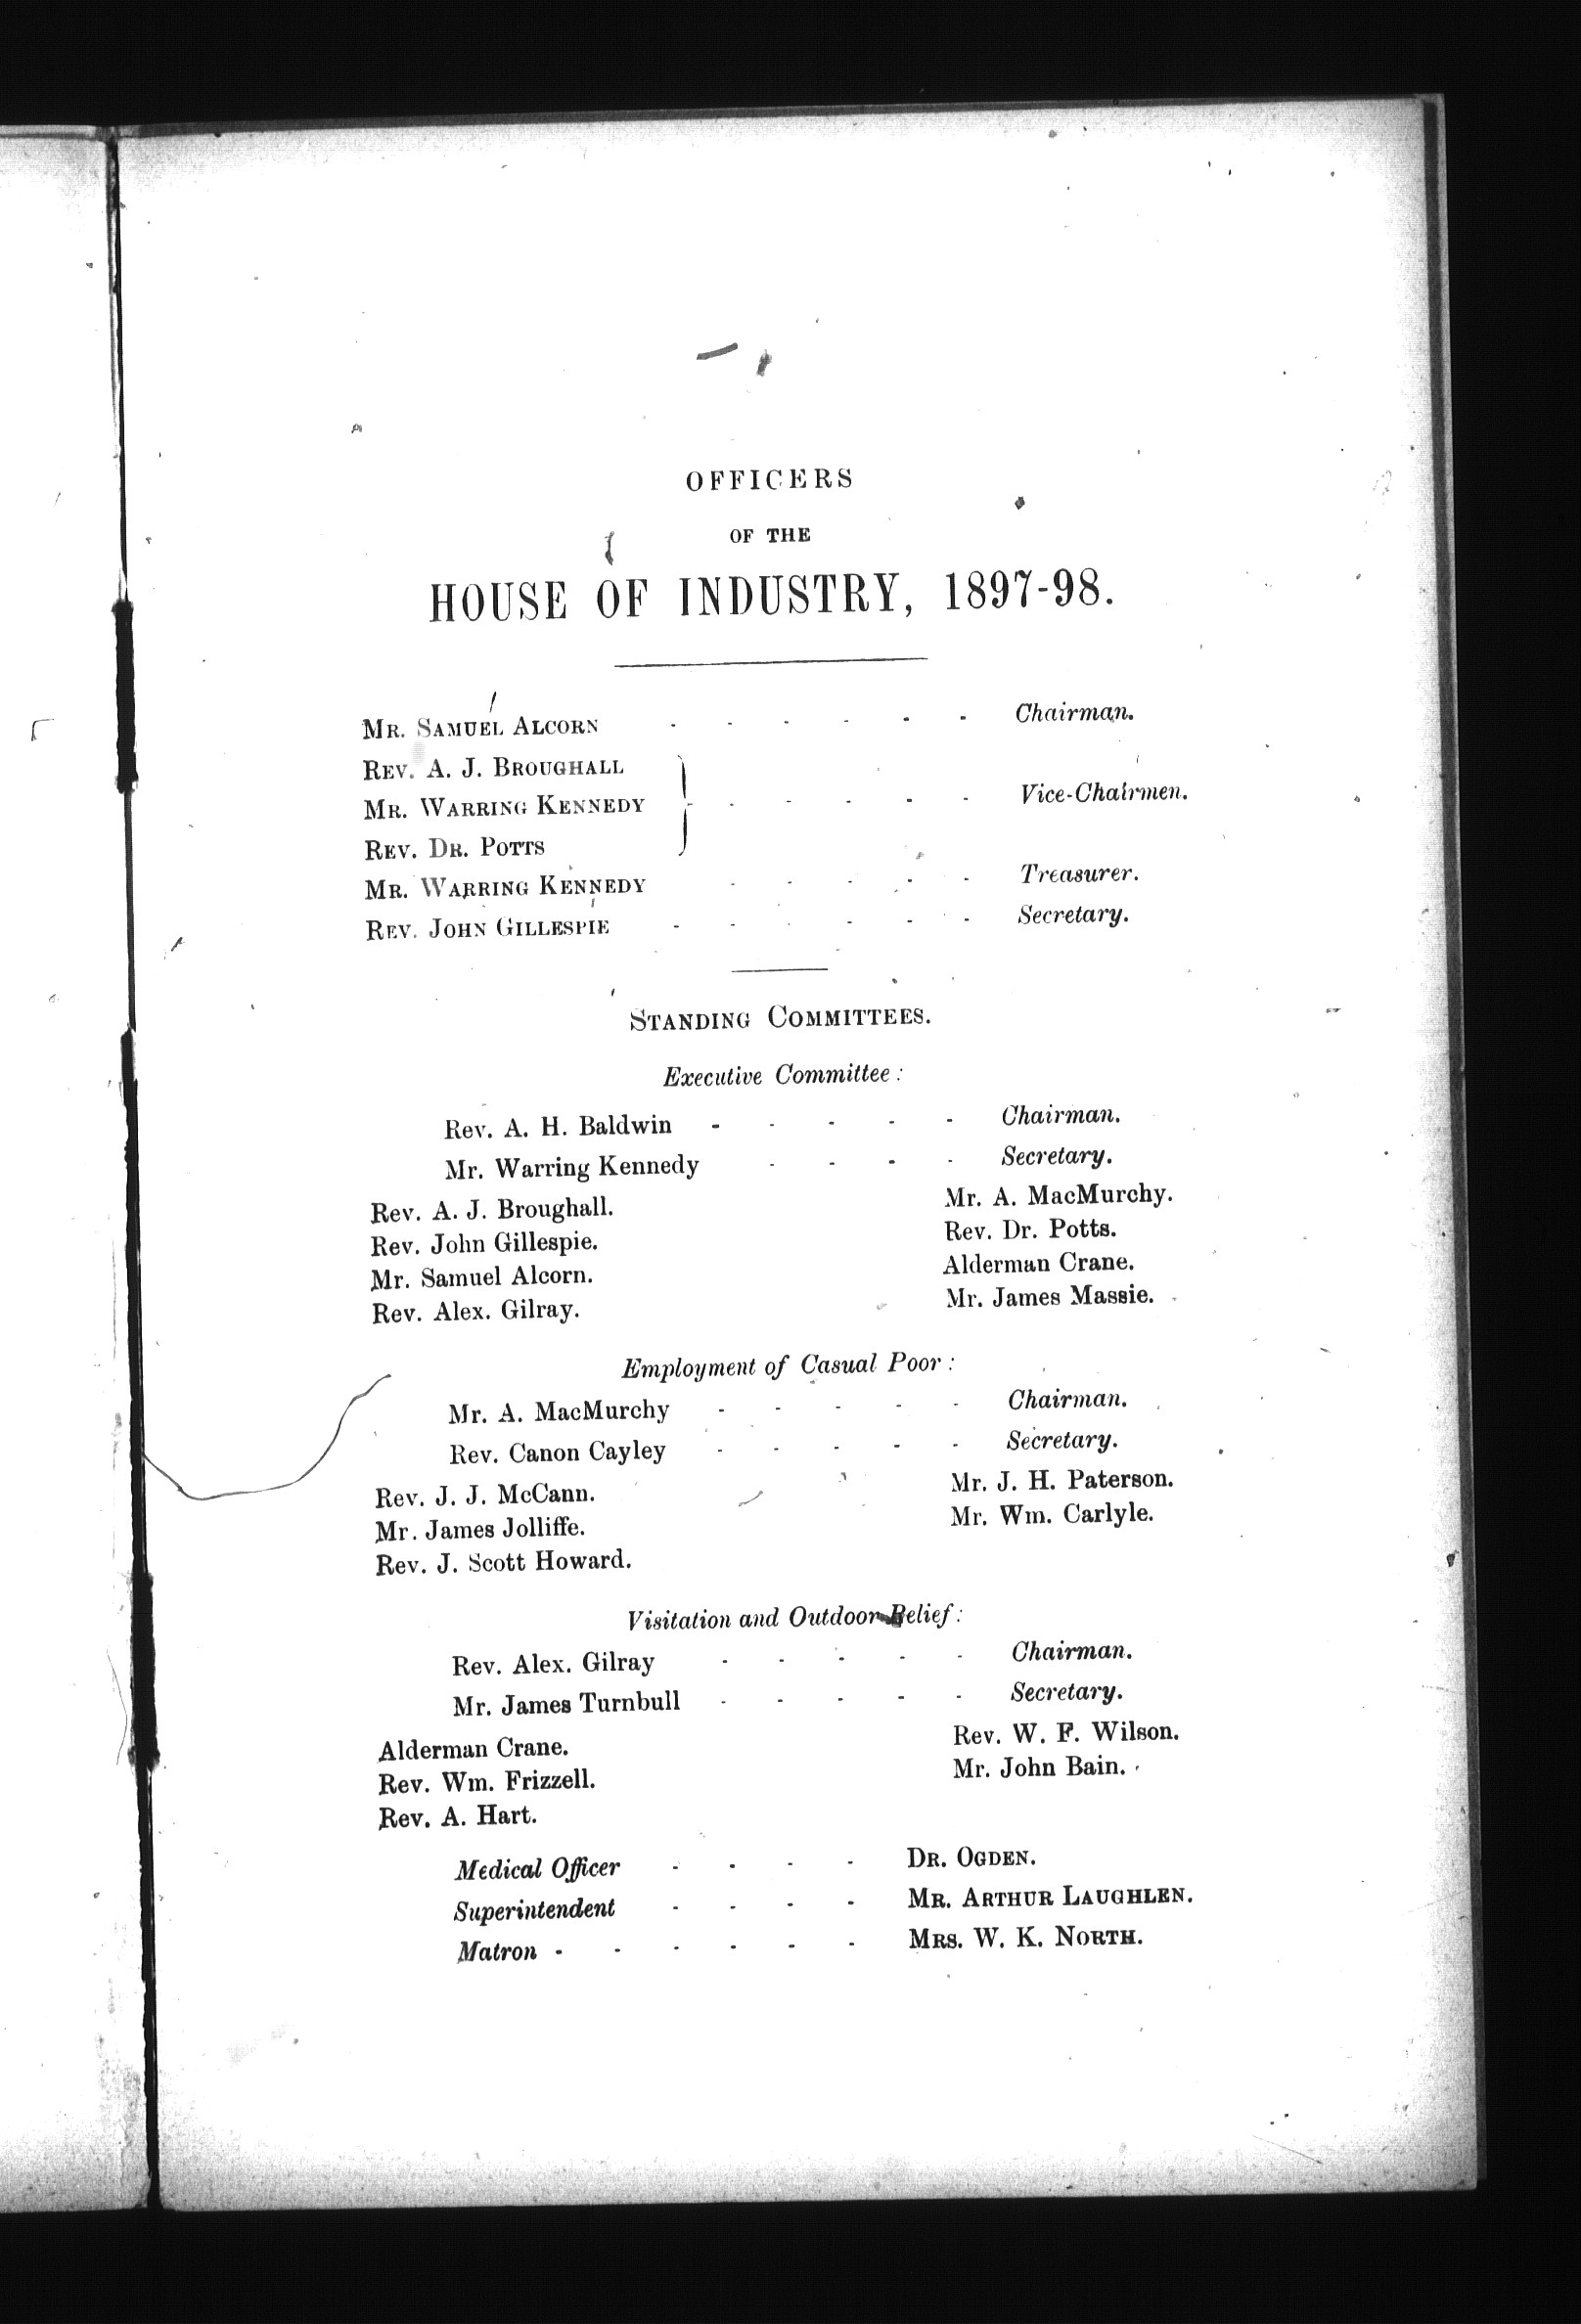 OFFICERS
OF THE
HOUSE OF INDUSTRY, 1897-98.
MR. SAMUEL ALCORN - - - - - - Chairman.
REV. A. J. BROUGHALL
MR. WARRING KENNEDY } - - - - - Vice-Chairmen.
REV. DR. POTTS
MR. WARRING KENNEDY - - - - - Treasurer.
REV. JOHN GILLESPIE - - - - - - Secretary.
STANDING COMMITTEES.
Executive Committee:
Rev. A. H. Baldwin - - - - - Chairman.
Mr. Warring Kennedy - - - - Secretary.
Rev. A. J. Broughall. Mr. A. MacMurchy.
Rev. John Gillespie. Rev. Dr. Potts.
Mr. Samuel Alcorn. Alderman Crane.
Rev. Alex. Gilray. Mr. James Massie.
Employment of Casual Poor:
Mr. A. MacMurchy - - - - - Chairman.
Rev. Canon Cayley - - - - - Secretary.
Rev. J. J. McCann. Mr. J. H. Paterson.
Mr. James Jolliffe. Mr. Wm. Carlyle.
Rev. J. Scott Howard.
Visitation and Outdoor Relief:
Rev. Alex. Gilray - - - - - Chairman.
Mr. James Turnbull - - - - - Secretary.
Alderman Crane. Rev. W. F. Wilson.
Rev. Wm. Frizzell. Mr. John Bain.
Rev. A. Hart.
Medical Officer - - - - DR. OGDEN.
Superintendent - - - - MR. ARTHUR LAUGHLEN.
Matron - - - - - - MRS. W. K. NORTH.